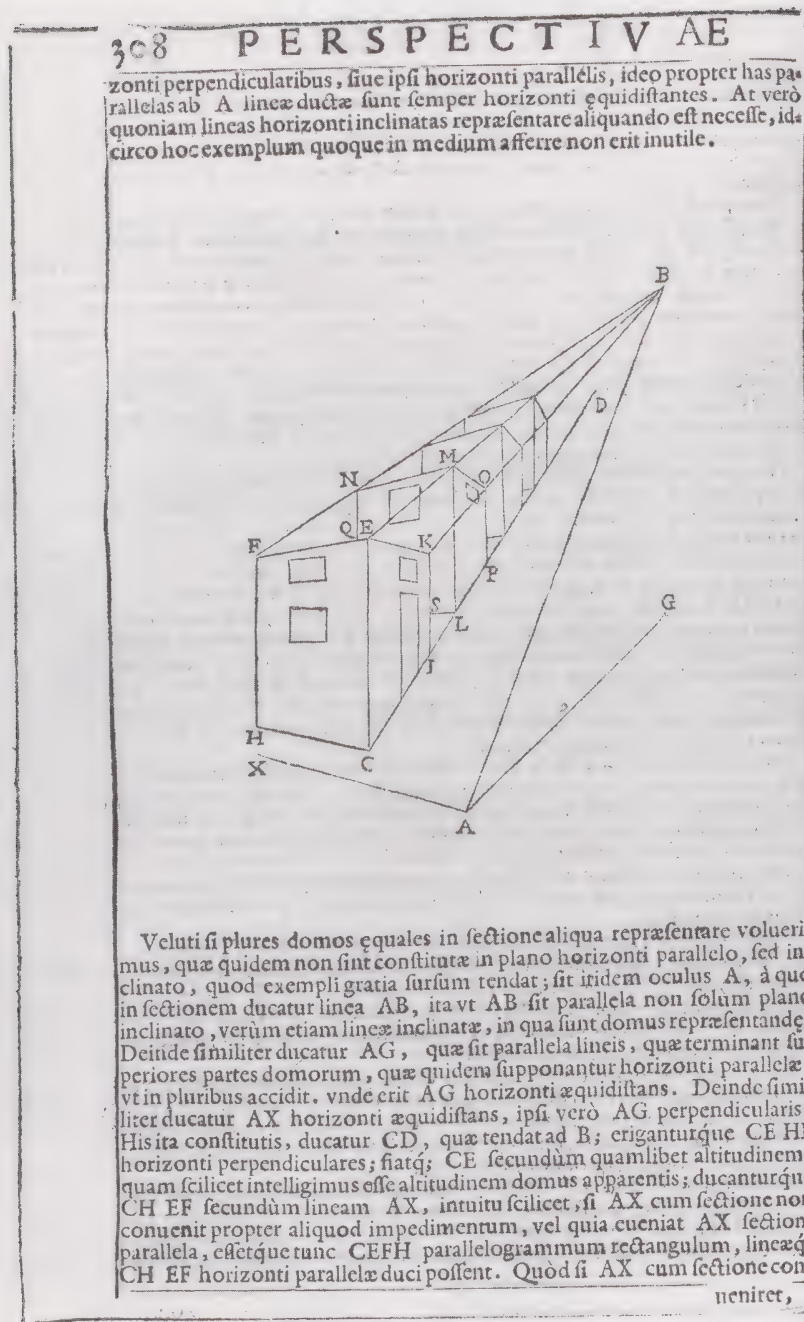 308 PERSPECTIVAE
zonti perpendicularibus, siue ipsi horizonti parallelis, ideo propter has pa-
rallelas ab A lineæ ductæ sunt semper horizonti ęquidistantes. At verò
quoniam lineas horizonti inclinatas repræsentare aliquando est necesse, id-
circo hoc exemplum quoque in medium afferre non erit inutile.
B
D
M
N
O
Q
Q E
K
F
P
S
G
L
J
H
C
X
A
Veluti si plures domos ęquales in sectione aliqua repræsentare volueri
mus, quæ quidem non sint constitutæ in plano horizonti parallelo, sed in
clinato, quod exempli gratia sursum tendat; sit itidem oculus A, à quo
in sectionem ducatur linea AB, ita vt AB sit parallela non solùm plano
inclinato, verùm etiam lineæ inclinatæ, in qua sunt domus repræsentandę
Deinde similiter ducatur AG, quæ sit parallela lineis, quæ terminant su
periores partes domorum, quæ quidem supponantur horizonti parallelæ
vt in pluribus accidit. vnde erit AG horizonti æquidistans. Deinde simi
liter ducatur AX horizonti æquidistans, ipsi verò AG perpendicularis
His ita constitutis, ducatur CD, quæ tendat ad B; erigantuŕque CE HF
horizonti perpendiculares; fiatq́; CE secundùm quamlibet altitudinem
quam scilicet intelligimus esse altitudinem domus apparentis; ducantuŕqu
CH EF secundùm lineam AX, intuitu scilicet, si AX cum sectione non
conuenit propter aliquod impedimentum, vel quia eueniat AX section
parallela, esset́que tunc CEFH parallelogrammum rectangulum, lineæq́
CH EF horizonti parallelæ duci possent. Quòd si AX cum sectione con
ueniret,